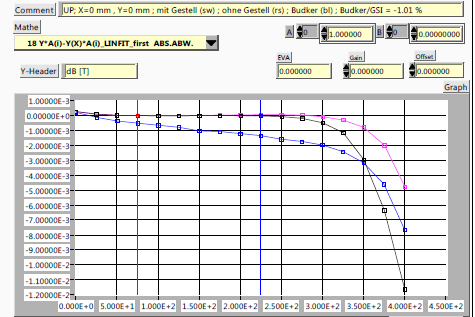 Comment UP; X=0 mm , Y=0 mm ; mit Gestell (sw) ; ohne Gestell (rs) ; Budker (bl) ; Budker/GSI = -1.01 %
Mathe
18 Y*A(i)-Y(X)*A(i)_LINFIT_first ABS.ABW.
A 0 1.000000 B 0 0.00000000
Y-Header dB [T]
EVA Gain Offset
0.000000 0.000000 0.000000
Graph
1.00000E-3
0.00000E+0
-1.00000E-3
-2.00000E-3
-3.00000E-3
-4.00000E-3
-5.00000E-3
-6.00000E-3
-7.00000E-3
-8.00000E-3
-9.00000E-3
-1.00000E-2
-1.10000E-2
-1.20000E-2
0.000E+0 5.000E+1 1.000E+2 1.500E+2 2.000E+2 2.500E+2 3.000E+2 3.500E+2 4.000E+2 4.500E+2